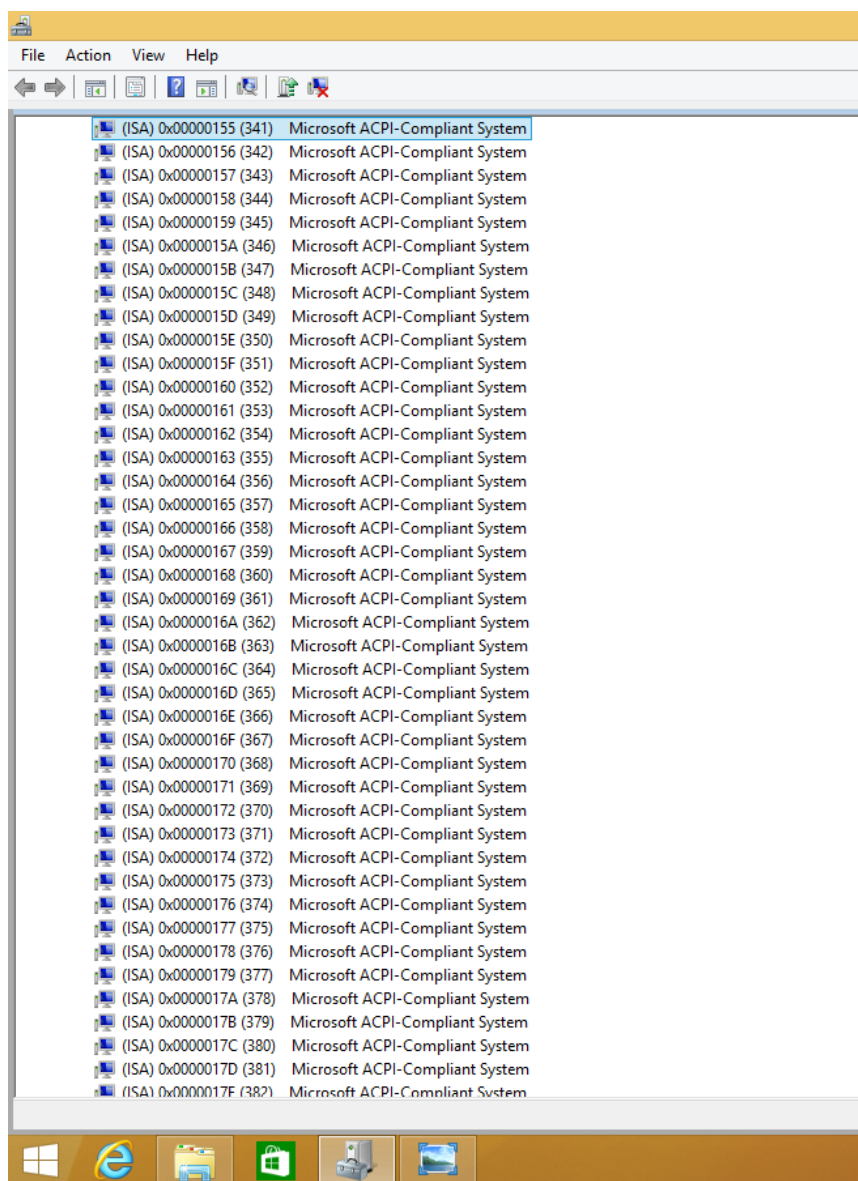 File Action View Help
(ISA) 0x00000155 (341) Microsoft ACPI-Compliant System
(ISA) 0x00000156 (342) Microsoft ACPI-Compliant System
(ISA) 0x00000157 (343) Microsoft ACPI-Compliant System
(ISA) 0x00000158 (344) Microsoft ACPI-Compliant System
(ISA) 0x00000159 (345) Microsoft ACPI-Compliant System
(ISA) 0x0000015A (346) Microsoft ACPI-Compliant System
(ISA) 0x0000015B (347) Microsoft ACPI-Compliant System
(ISA) 0x0000015C (348) Microsoft ACPI-Compliant System
(ISA) 0x0000015D (349) Microsoft ACPI-Compliant System
(ISA) 0x0000015E (350) Microsoft ACPI-Compliant System
(ISA) 0x0000015F (351) Microsoft ACPI-Compliant System
(ISA) 0x00000160 (352) Microsoft ACPI-Compliant System
(ISA) 0x00000161 (353) Microsoft ACPI-Compliant System
(ISA) 0x00000162 (354) Microsoft ACPI-Compliant System
(ISA) 0x00000163 (355) Microsoft ACPI-Compliant System
(ISA) 0x00000164 (356) Microsoft ACPI-Compliant System
(ISA) 0x00000165 (357) Microsoft ACPI-Compliant System
(ISA) 0x00000166 (358) Microsoft ACPI-Compliant System
(ISA) 0x00000167 (359) Microsoft ACPI-Compliant System
(ISA) 0x00000168 (360) Microsoft ACPI-Compliant System
(ISA) 0x00000169 (361) Microsoft ACPI-Compliant System
(ISA) 0x0000016A (362) Microsoft ACPI-Compliant System
(ISA) 0x0000016B (363) Microsoft ACPI-Compliant System
(ISA) 0x0000016C (364) Microsoft ACPI-Compliant System
(ISA) 0x0000016D (365) Microsoft ACPI-Compliant System
(ISA) 0x0000016E (366) Microsoft ACPI-Compliant System
(ISA) 0x0000016F (367) Microsoft ACPI-Compliant System
(ISA) 0x00000170 (368) Microsoft ACPI-Compliant System
(ISA) 0x00000171 (369) Microsoft ACPI-Compliant System
(ISA) 0x00000172 (370) Microsoft ACPI-Compliant System
(ISA) 0x00000173 (371) Microsoft ACPI-Compliant System
(ISA) 0x00000174 (372) Microsoft ACPI-Compliant System
(ISA) 0x00000175 (373) Microsoft ACPI-Compliant System
(ISA) 0x00000176 (374) Microsoft ACPI-Compliant System
(ISA) 0x00000177 (375) Microsoft ACPI-Compliant System
(ISA) 0x00000178 (376) Microsoft ACPI-Compliant System
(ISA) 0x00000179 (377) Microsoft ACPI-Compliant System
(ISA) 0x0000017A (378) Microsoft ACPI-Compliant System
(ISA) 0x0000017B (379) Microsoft ACPI-Compliant System
(ISA) 0x0000017C (380) Microsoft ACPI-Compliant System
(ISA) 0x0000017D (381) Microsoft ACPI-Compliant System
(ISA) 0x0000017E (382) Microsoft ACPI-Compliant System